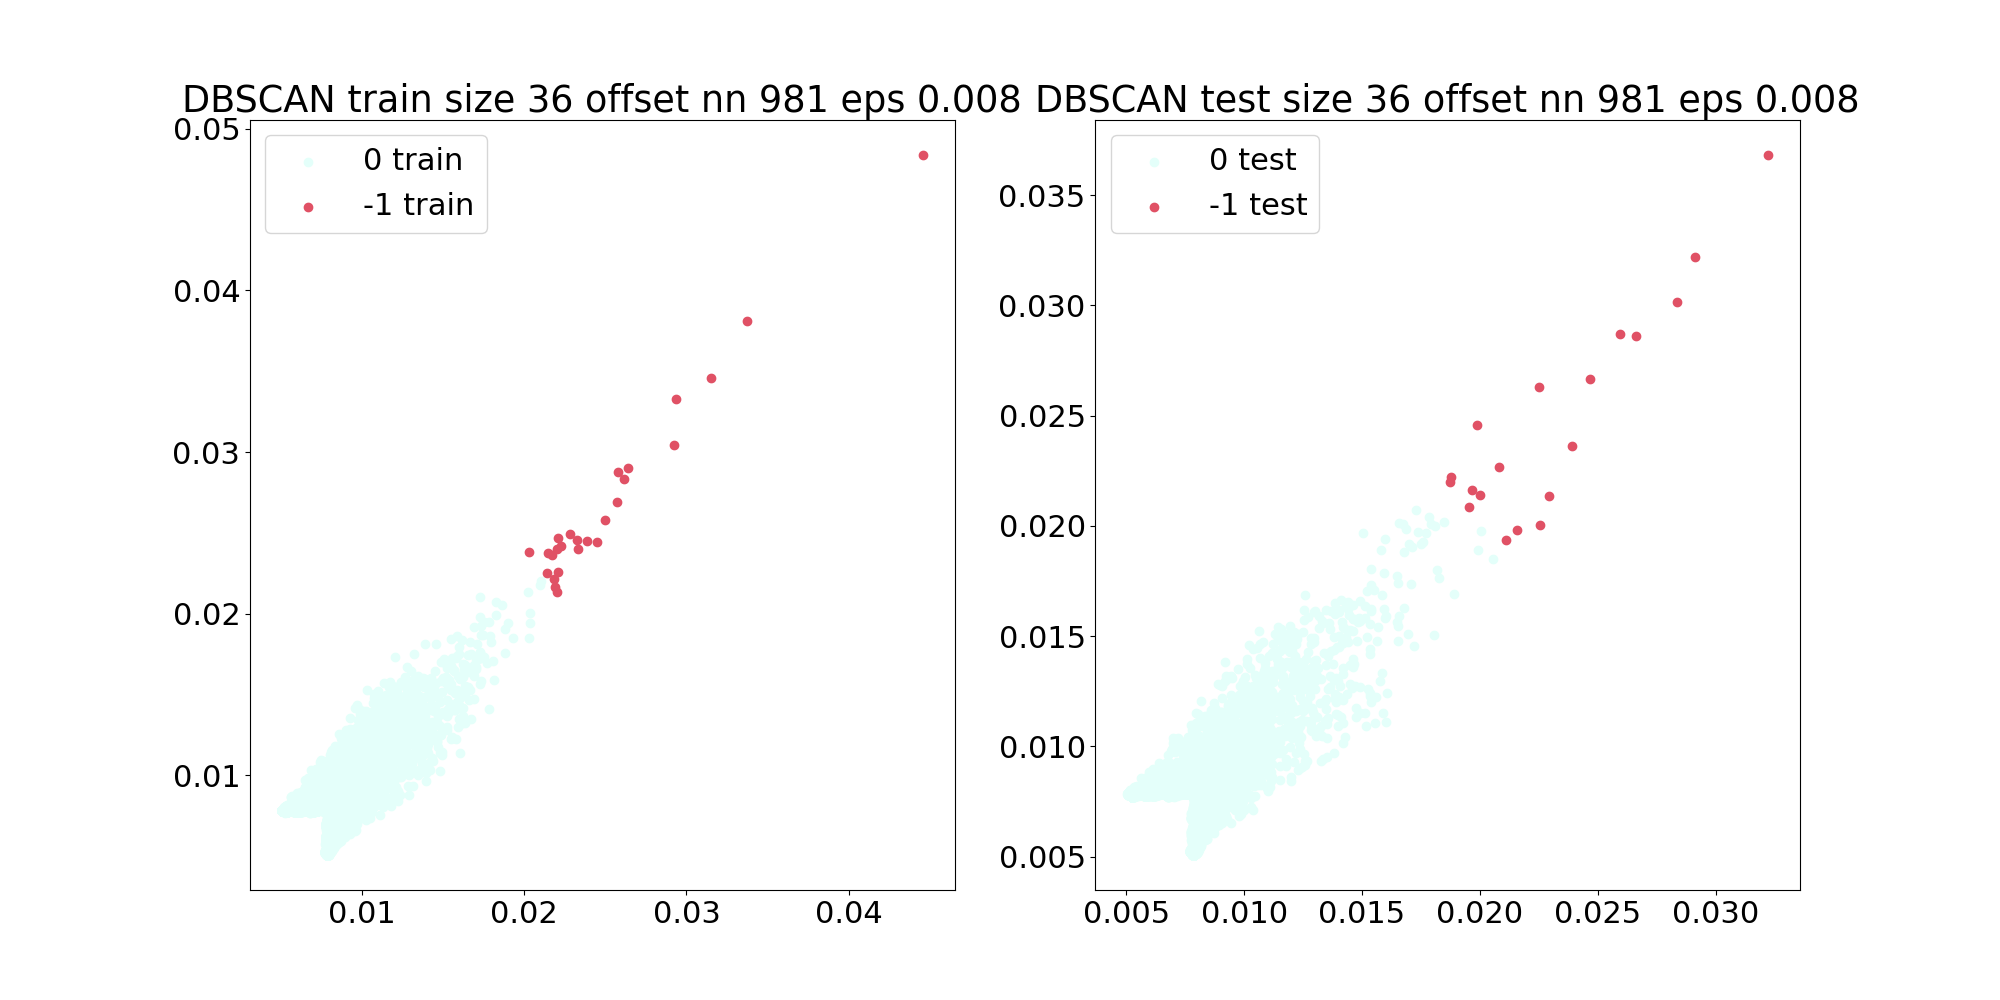 DBSCAN train size 36 offset nn 981 eps 0.008
0 train
-1 train
0.05
0.04
0.03
0.02
0.01
0.01 0.02 0.03 0.04
DBSCAN test size 36 offset nn 981 eps 0.008
0 test
-1 test
0.035
0.030
0.025
0.020
0.015
0.010
0.005
0.005 0.010 0.015 0.020 0.025 0.030